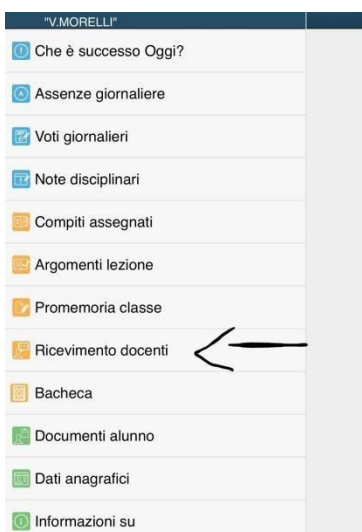 "V.MORELLI"
Che è successo Oggi?
Assenze giornaliere
Voti giornalieri
Note disciplinari
Compiti assegnati
Argomenti lezione
Promemoria classe
Ricevimento docenti
Bacheca
Documenti alunno
Dati anagrafici
Informazioni su